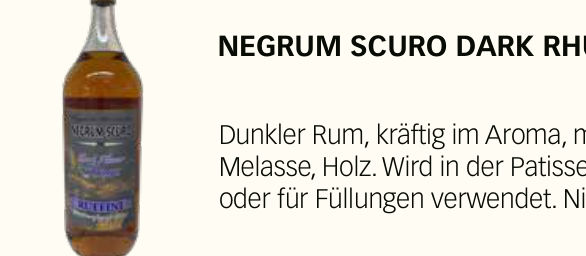 NEGRUM SCURO DARK RHU
Dunkler Rum, kräftig im Aroma, m
Melasse, Holz. Wird in der Patisse
oder für Füllungen verwendet. Ni
NEGRUM SCURO
RUFFINI